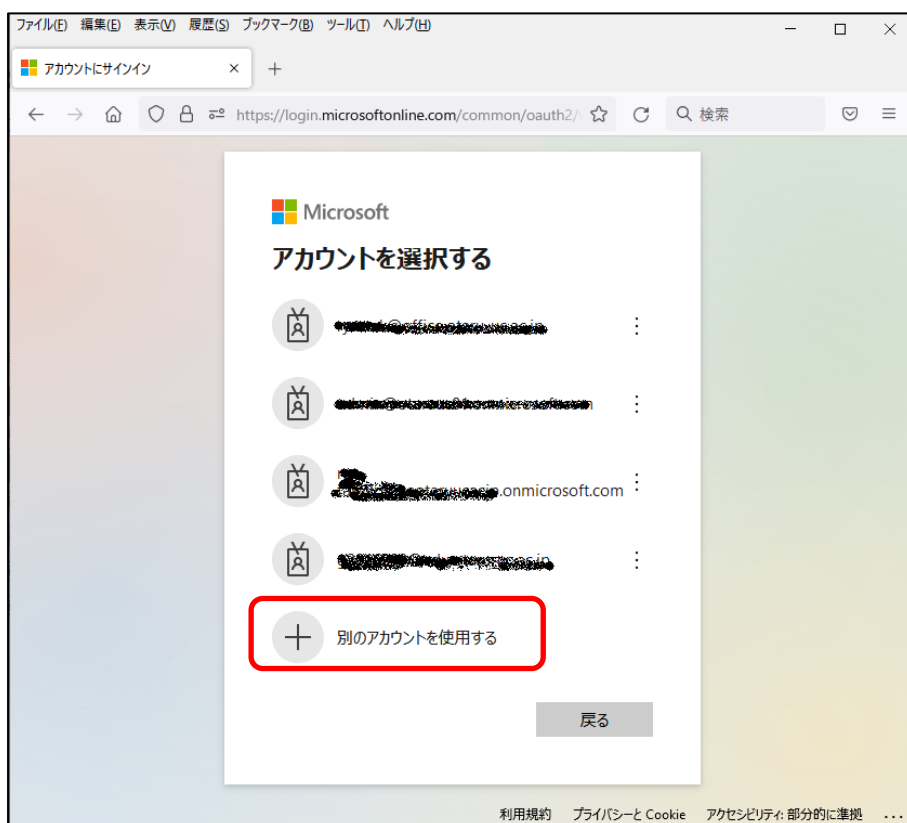 ファイル(F) 編集(E) 表示(V) 履歴(S) ブックマーク(B) ツール(T) ヘルプ(H)
アカウントにサインイン
https://login.microsoftonline.com/common/oauth2/ 検索
Microsoft
アカウントを選択する
.onmicrosoft.com
別のアカウントを使用する
戻る
利用規約 プライバシーと Cookie アクセシビリティ: 部分的に準拠 ...